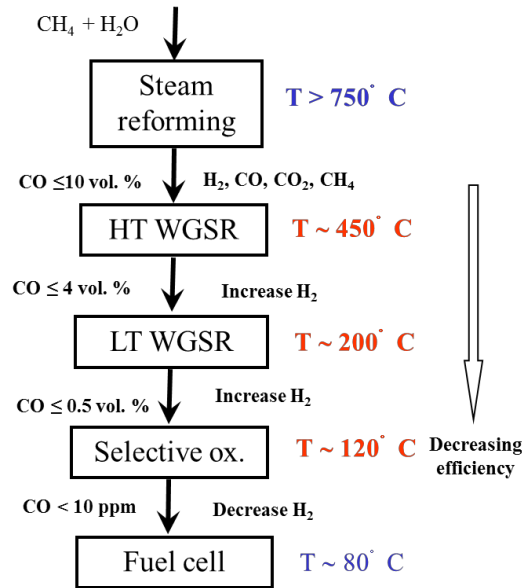 CH₄ + H₂O
Steam
reforming
T > 750° C
CO ≤10 vol. %
H₂, CO, CO₂, CH₄
HT WGSR
T ~ 450° C
CO ≤ 4 vol. %
Increase H₂
LT WGSR
T ~ 200° C
CO ≤ 0.5 vol. %
Increase H₂
Selective ox.
T ~ 120° C
Decreasing
efficiency
CO < 10 ppm
Decrease H₂
Fuel cell
T ~ 80° C